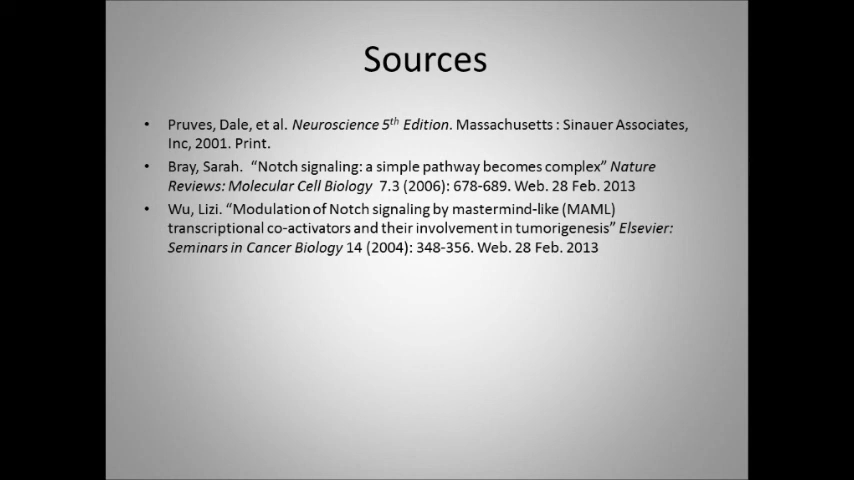 Sources
• Pruves, Dale, et al. Neuroscience 5th Edition. Massachusetts : Sinauer Associates,
Inc, 2001. Print.
• Bray, Sarah. “Notch signaling: a simple pathway becomes complex” Nature
Reviews: Molecular Cell Biology 7.3 (2006): 678-689. Web. 28 Feb. 2013
• Wu, Lizi. “Modulation of Notch signaling by mastermind-like (MAML)
transcriptional co-activators and their involvement in tumorigenesis” Elsevier:
Seminars in Cancer Biology 14 (2004): 348-356. Web. 28 Feb. 2013